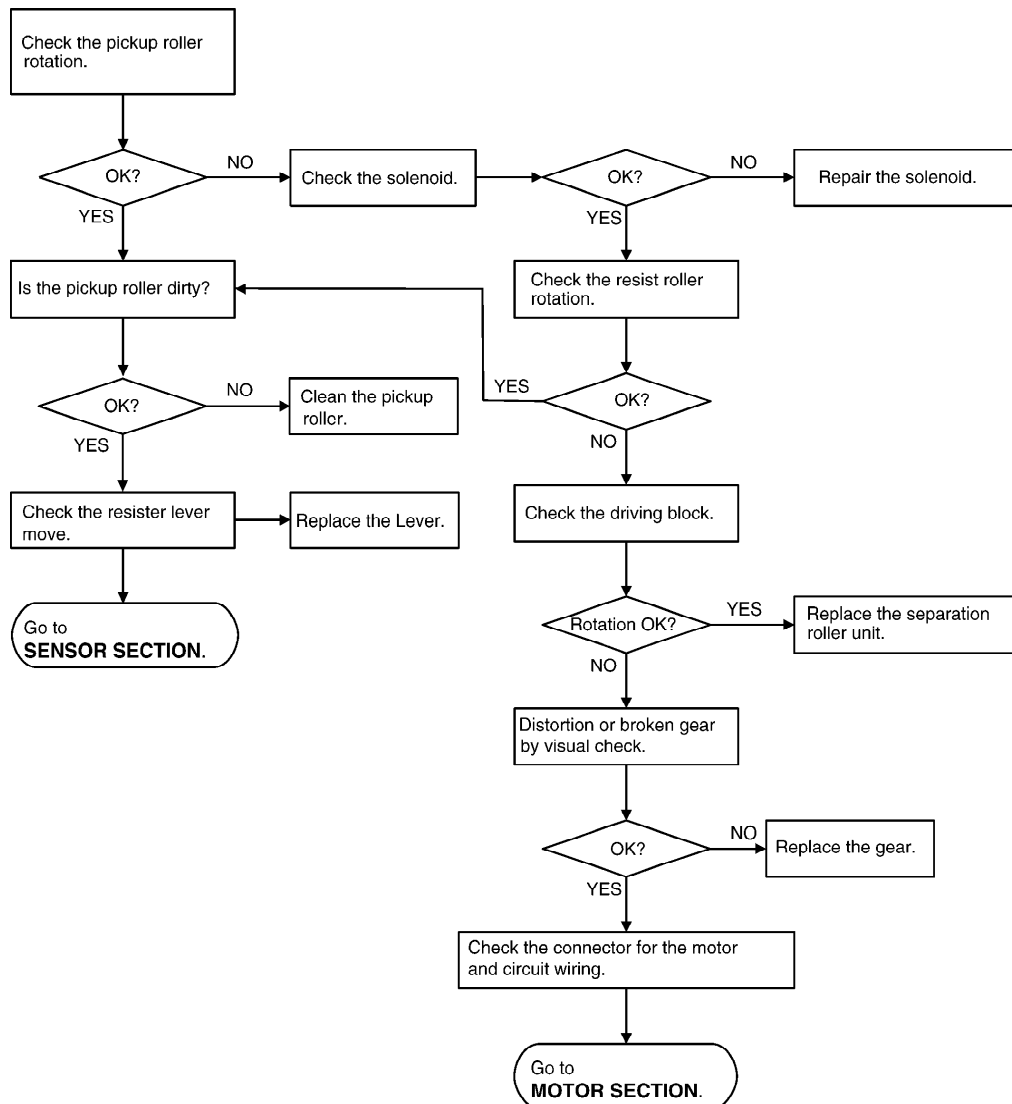 Check the pickup roller
rotation.
OK?
NO
Check the solenoid.
OK?
NO
Repair the solenoid.
YES
YES
Is the pickup roller dirty?
Check the resist roller
rotation.
OK?
NO
Clean the pickup
roller.
YES
OK?
YES
NO
Check the resister lever
move.
Replace the Lever.
Check the driving block.
Go to
SENSOR SECTION.
Rotation OK?
YES
Replace the separation
roller unit.
NO
Distortion or broken gear
by visual check.
OK?
NO
Replace the gear.
YES
Check the connector for the motor
and circuit wiring.
Go to
MOTOR SECTION.